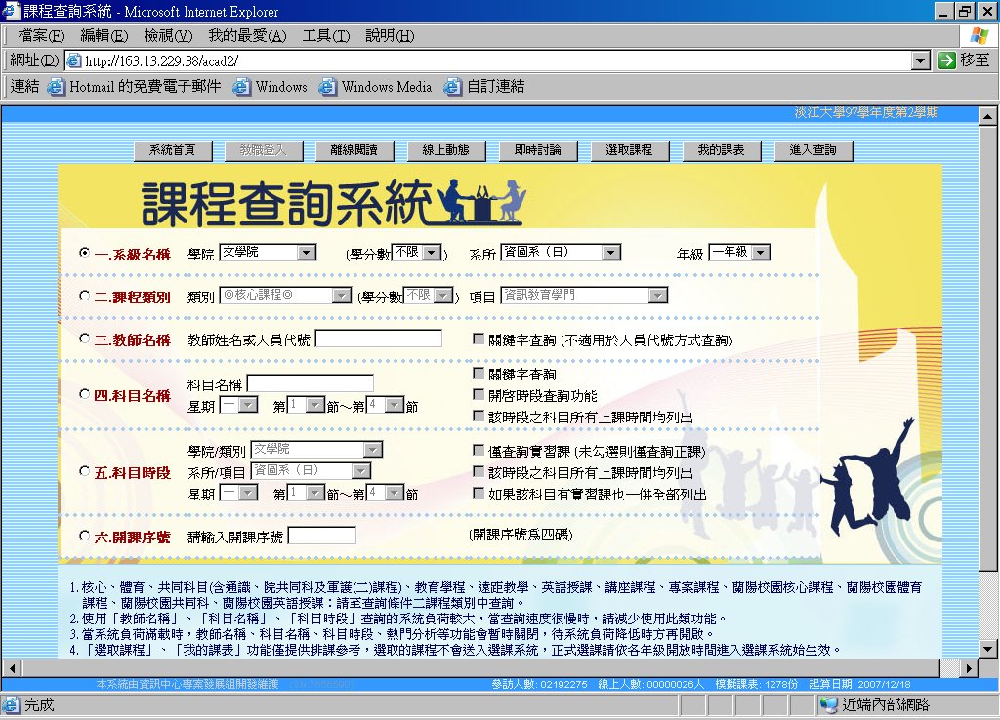 課程查詢系統 - Microsoft Internet Explorer
檔案(F) 編輯(E) 檢視(V) 我的最愛(A) 工具(T) 說明(H)
網址(D) http://163.13.229.38/acad2/ 移至
連結 Hotmail 的免費電子郵件 Windows Windows Media 自訂連結
淡江大學97學年度第2學期
系統首頁 教職登入 離線閱讀 線上動態 即時討論 選取課程 我的課表 進入查詢
課程查詢系統
一.系級名稱 學院 文學院 (學分數 不限 ) 系所 資圖系（日） 年級 一年級
二.課程類別 類別 ◎核心課程◎ (學分數 不限 ) 項目 資訊教育學門
三.教師名稱 教師姓名或人員代號 關鍵字查詢 (不適用於人員代號方式查詢)
四.科目名稱 科目名稱 關鍵字查詢
開啓時段查詢功能
星期 一 第 1 節～第 4 節 該時段之科目所有上課時間均列出
五.科目時段 學院/類別 文學院 僅查詢實習課 (未勾選則僅查詢正課)
系所/項目 資圖系（日） 該時段之科目所有上課時間均列出
星期 一 第 1 節～第 4 節 如果該科目有實習課也一併全部列出
六.開課序號 請輸入開課序號 (開課序號爲四碼)
1. 核心、體育、共同科目(含通識、院共同科及軍護(二)課程)、教育學程、遠距教學、英語授課、講座課程、專案課程、蘭陽校園核心課程、蘭陽校園體育
課程、蘭陽校園共同科、蘭陽校園英語授課：請至查詢條件二課程類別中查詢。
2. 使用「教師名稱」、「科目名稱」、「科目時段」查詢的系統負荷較大，當查詢速度很慢時，請減少使用此類功能。
3. 當系統負荷滿載時，教師名稱、科目名稱、科目時段、熱門分析等功能會暫時關閉，待系統負荷降低時方再開啟。
4. 「選取課程」、「我的課表」功能僅提供排課參考，選取的課程不會送入選課系統，正式選課請依各年級開放時間進入選課系統始生效。
本系統由資訊中心專案發展組開發維護 參訪人數: 02192275 線上人數: 00000026人 模擬課表: 1278份 起算日期: 2007/12/18
完成 近端內部網路